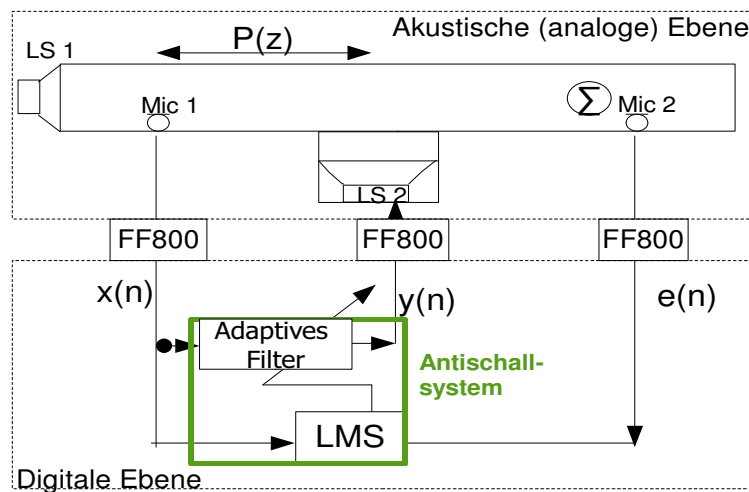 Akustische (analoge) Ebene
P(z)
LS 1
Mic 1
Σ
Mic 2
LS 2
FF800
FF800
FF800
x(n)
y(n)
e(n)
Adaptives
Filter
Antischall-
system
LMS
Digitale Ebene